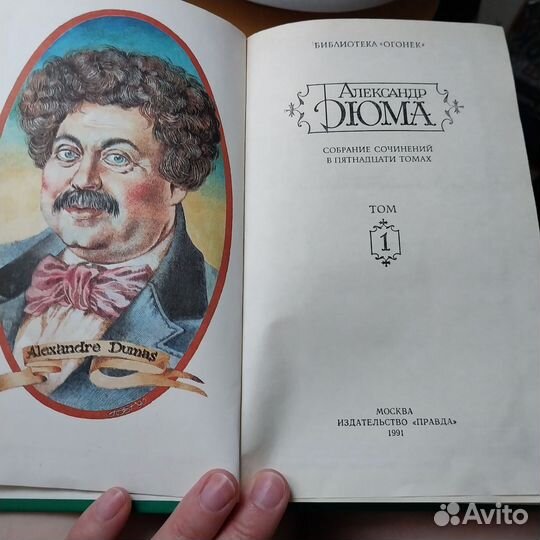 Alexandre Dumas
БИБЛИОТЕКА «ОГОНЕК»
АЛЕКСАНДР
ДЮМА
СОБРАНИЕ СОЧИНЕНИЙ
В ПЯТНАДЦАТИ ТОМАХ
ТОМ
1
МОСКВА
ИЗДАТЕЛЬСТВО «ПРАВДА»
1991
Avito